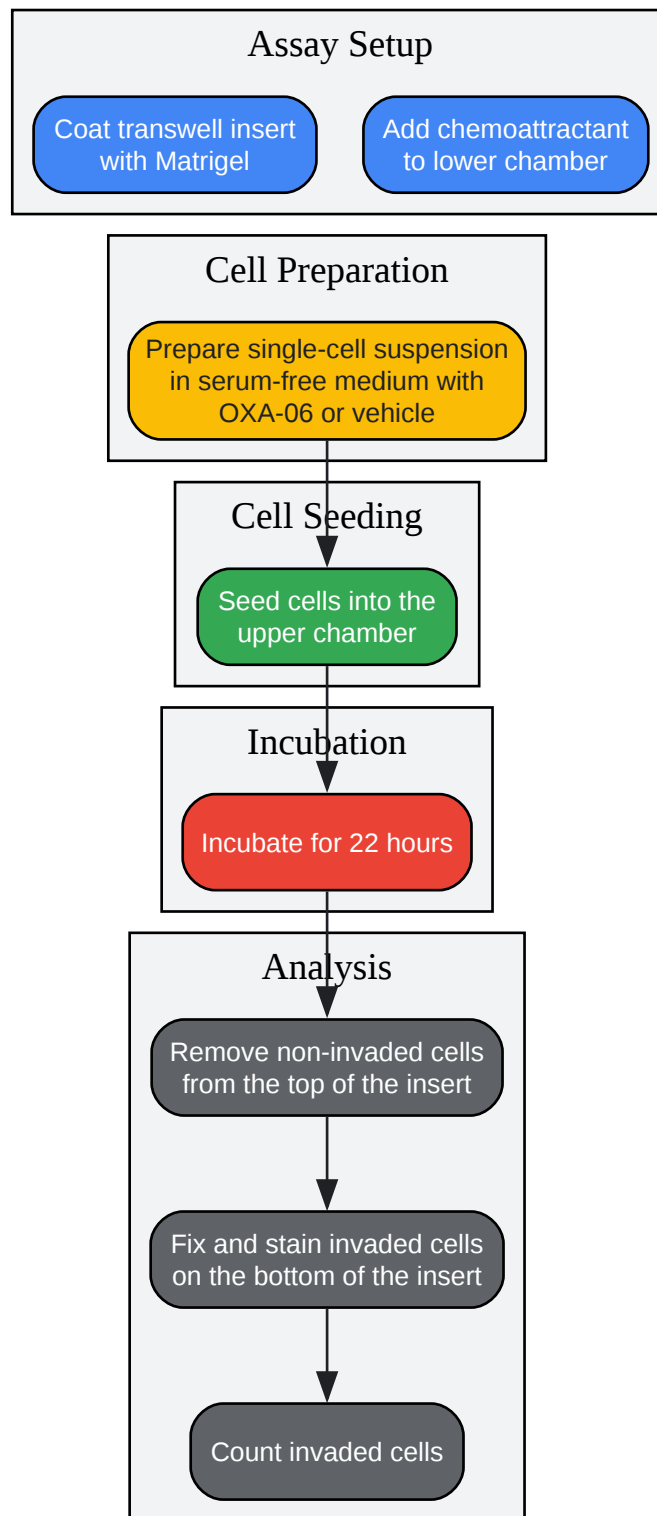 Assay Setup
Coat transwell insert
with Matrigel
Add chemoattractant
to lower chamber
Cell Preparation
Prepare single-cell suspension
in serum-free medium with
OXA-06 or vehicle
Cell Seeding
Seed cells into the
upper chamber
Incubation
Incubate for 22 hours
Analysis
Remove non-invaded cells
from the top of the insert
Fix and stain invaded cells
on the bottom of the insert
Count invaded cells